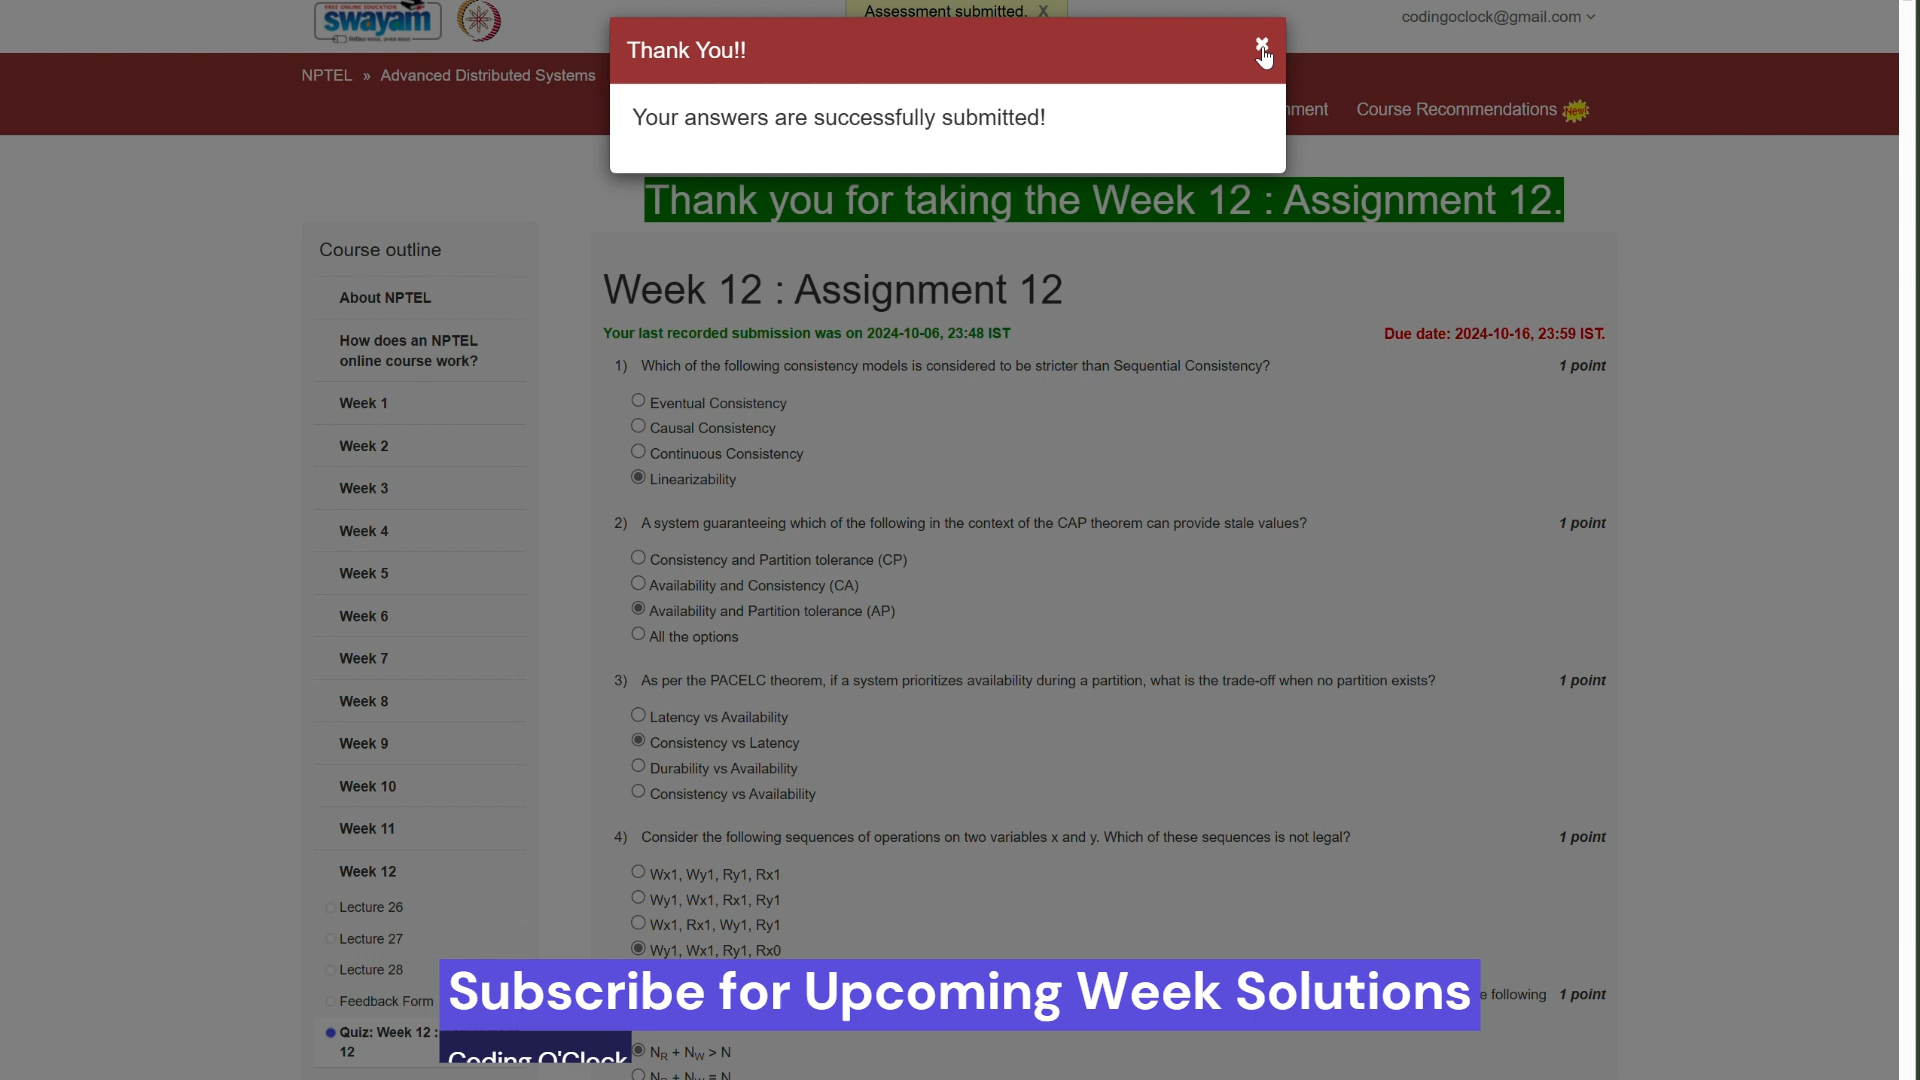 FREE ONLINE EDUCATION
swayam
Assessment submitted. X
codingoclock@gmail.com
Thank You!!
NPTEL » Advanced Distributed Systems
nment
Course Recommendations
Your answers are successfully submitted!
Thank you for taking the Week 12 : Assignment 12.
Course outline
About NPTEL
How does an NPTEL
online course work?
Week 1
Week 2
Week 3
Week 4
Week 5
Week 6
Week 7
Week 8
Week 9
Week 10
Week 11
Week 12
Lecture 26
Lecture 27
Lecture 28
Feedback Form
Quiz: Week 12 :
12
Week 12 : Assignment 12
Your last recorded submission was on 2024-10-06, 23:48 IST
Due date: 2024-10-16, 23:59 IST.
1) Which of the following consistency models is considered to be stricter than Sequential Consistency? 1 point
Eventual Consistency
Causal Consistency
Continuous Consistency
Linearizability
2) A system guaranteeing which of the following in the context of the CAP theorem can provide stale values? 1 point
Consistency and Partition tolerance (CP)
Availability and Consistency (CA)
Availability and Partition tolerance (AP)
All the options
3) As per the PACELC theorem, if a system prioritizes availability during a partition, what is the trade-off when no partition exists? 1 point
Latency vs Availability
Consistency vs Latency
Durability vs Availability
Consistency vs Availability
4) Consider the following sequences of operations on two variables x and y. Which of these sequences is not legal? 1 point
Wx1, Wy1, Ry1, Rx1
Wy1, Wx1, Rx1, Ry1
Wx1, Rx1, Wy1, Ry1
Wy1, Wx1, Ry1, Rx0
e following 1 point
Subscribe for Upcoming Week Solutions
Coding O'Clock
N_R + N_W > N